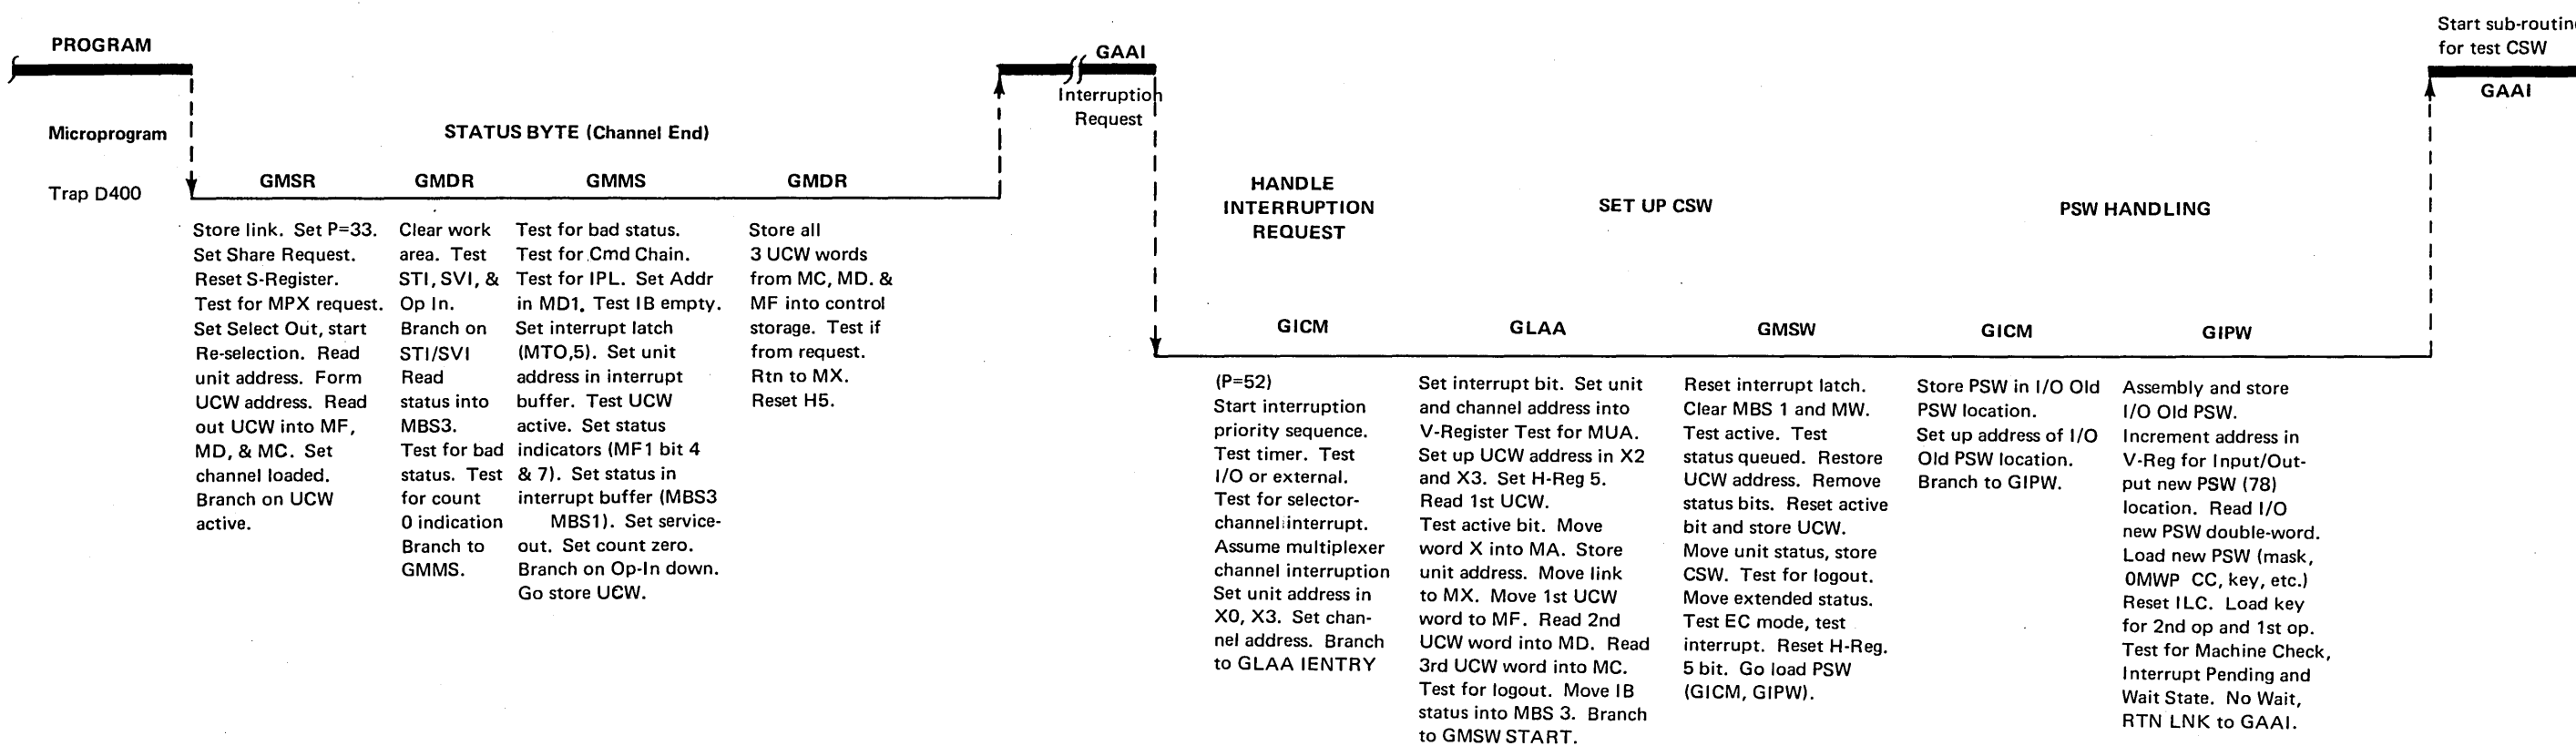 PROGRAM
Microprogram
Trap D400
STATUS BYTE (Channel End)
GMSR
Store link. Set P=33.
Set Share Request.
Reset S-Register.
Test for MPX request.
Set Select Out, start
Re-selection. Read
unit address. Form
UCW address. Read
out UCW into MF,
MD, & MC. Set
channel loaded.
Branch on UCW
active.
GMDR
Clear work
area. Test
STI, SVI, &
Op In.
Branch on
STI/SVI
Read
status into
MBS3.
Test for bad
status. Test
for count
0 indication
Branch to
GMMS.
GMMS
Test for bad status.
Test for Cmd Chain.
Test for IPL. Set Addr
in MD1. Test IB empty.
Set interrupt latch
(MTO,5). Set unit
address in interrupt
buffer. Test UCW
active. Set status
indicators (MF1 bit 4
& 7). Set status in
interrupt buffer (MBS3
MBS1). Set service-
out. Set count zero.
Branch on Op-In down.
Go store UCW.
GMDR
Store all
3 UCW words
from MC, MD. &
MF into control
storage. Test if
from request.
Rtn to MX.
Reset H5.
GAAI
Interruption
Request
HANDLE
INTERRUPTION
REQUEST
GICM
(P=52)
Start interruption
priority sequence.
Test timer. Test
I/O or external.
Test for selector-
channel interrupt.
Assume multiplexer
channel interruption
Set unit address in
X0, X3. Set chan-
nel address. Branch
to GLAA IENTRY
SET UP CSW
GLAA
Set interrupt bit. Set unit
and channel address into
V-Register Test for MUA.
Set up UCW address in X2
and X3. Set H-Reg 5.
Read 1st UCW.
Test active bit. Move
word X into MA. Store
unit address. Move link
to MX. Move 1st UCW
word to MF. Read 2nd
UCW word into MD. Read
3rd UCW word into MC.
Test for logout. Move IB
status into MBS 3. Branch
to GMSW START.
GMSW
Reset interrupt latch.
Clear MBS 1 and MW.
Test active. Test
status queued. Restore
UCW address. Remove
status bits. Reset active
bit and store UCW.
Move unit status, store
CSW. Test for logout.
Move extended status.
Test EC mode, test
interrupt. Reset H-Reg.
5 bit. Go load PSW
(GICM, GIPW).
PSW HANDLING
GICM
Store PSW in I/O Old
PSW location.
Set up address of I/O
Old PSW location.
Branch to GIPW.
GIPW
Assembly and store
I/O Old PSW.
Increment address in
V-Reg for Input/Out-
put new PSW (78)
location. Read I/O
new PSW double-word.
Load new PSW (mask,
0MWP CC, key, etc.)
Reset ILC. Load key
for 2nd op and 1st op.
Test for Machine Check,
Interrupt Pending and
Wait State. No Wait,
RTN LNK to GAAI.
Start sub-routin
for test CSW
GAAI